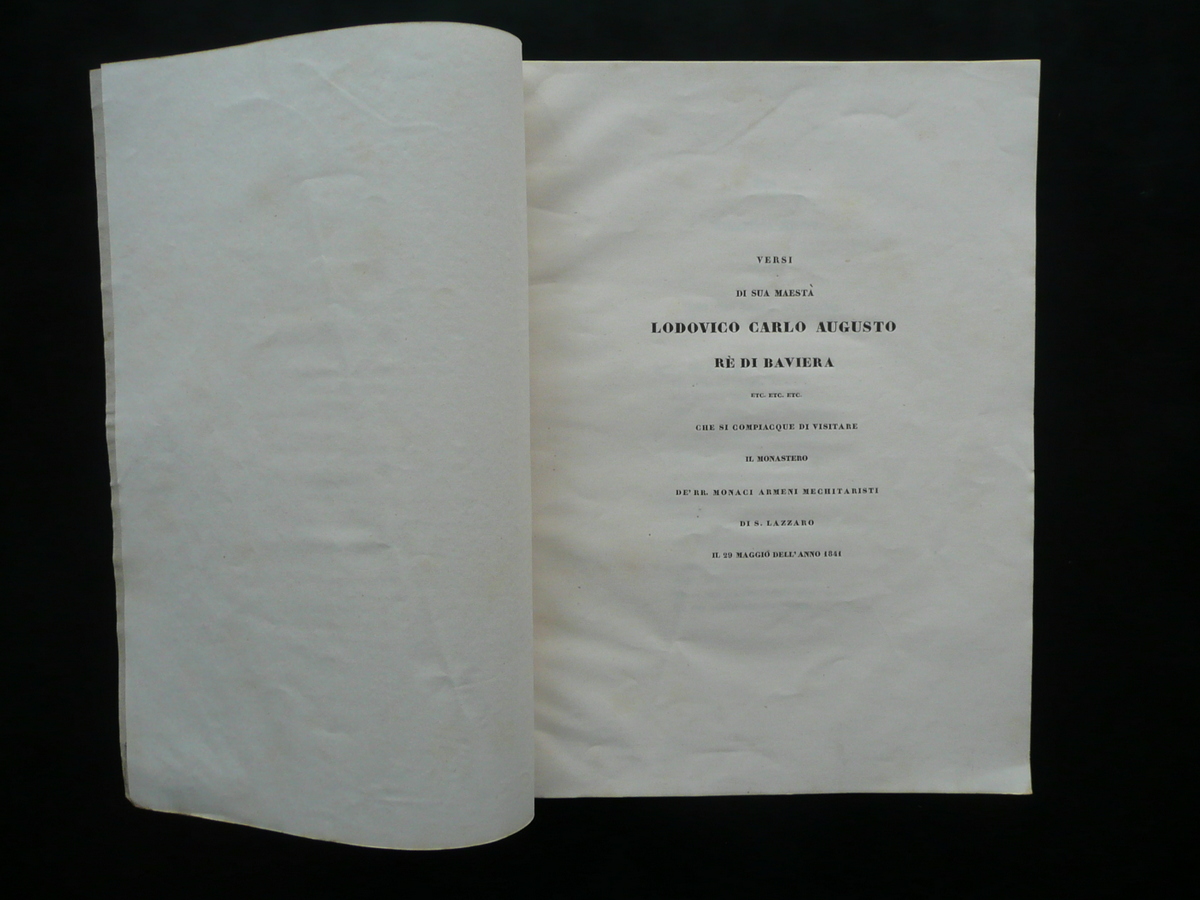 VERSI
DI SUA MAESTÀ
LODOVICO CARLO AUGUSTO
RÈ DI BAVIERA
ETC. ETC. ETC.
CHE SI COMPIACQUE DI VISITARE
IL MONASTERO
DE' RR. MONACI ARMENI MECHITARISTI
DI S. LAZZARO
IL 29 MAGGIO DELL'ANNO 1841